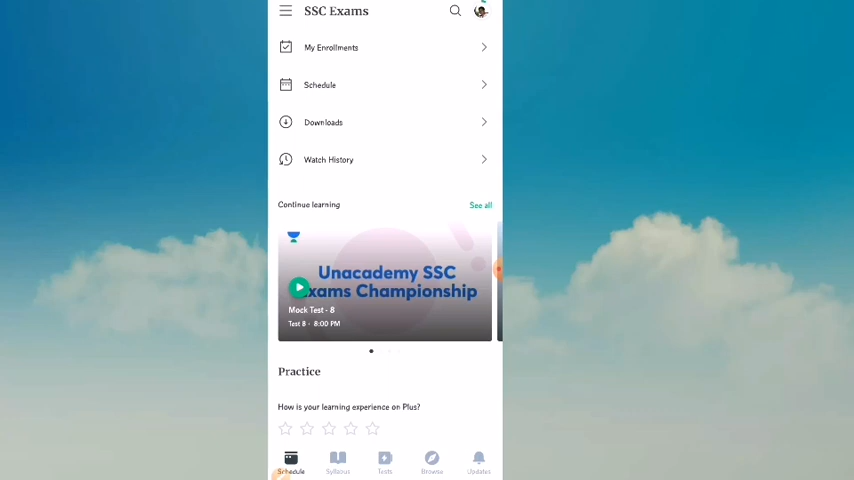 SSC Exams
My Enrollments
Schedule
Downloads
Watch History
Continue learning
See all
Unacademy SSC
Exams Championship
Mock Test - 8
Test 8 - 8:00 PM
Practice
How is your learning experience on Plus?
Schedule
Syllabus
Tests
Browse
Updates